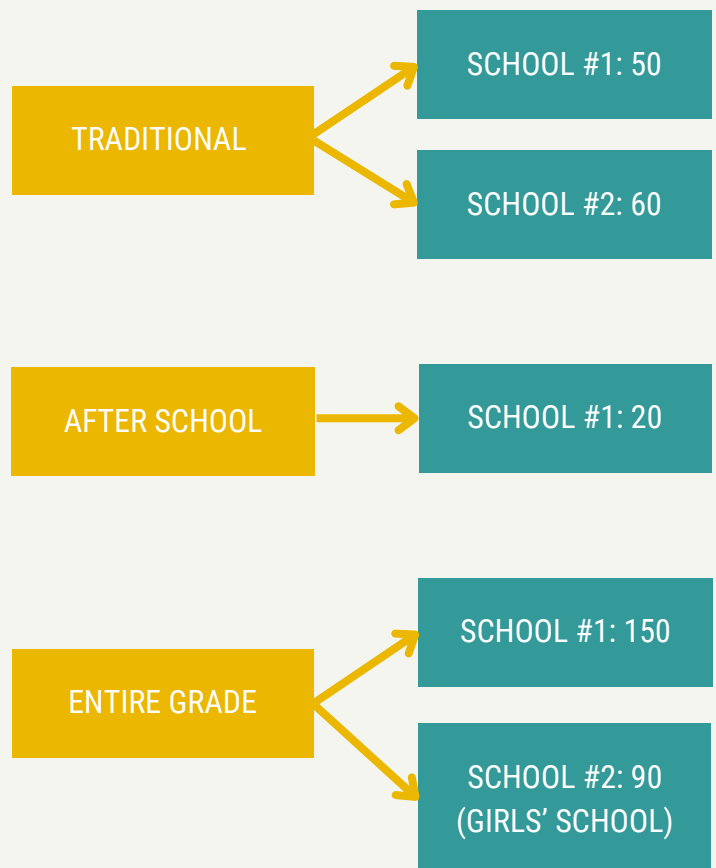 TRADITIONAL
SCHOOL #1: 50
SCHOOL #2: 60
AFTER SCHOOL
SCHOOL #1: 20
ENTIRE GRADE
SCHOOL #1: 150
SCHOOL #2: 90
(GIRLS’ SCHOOL)